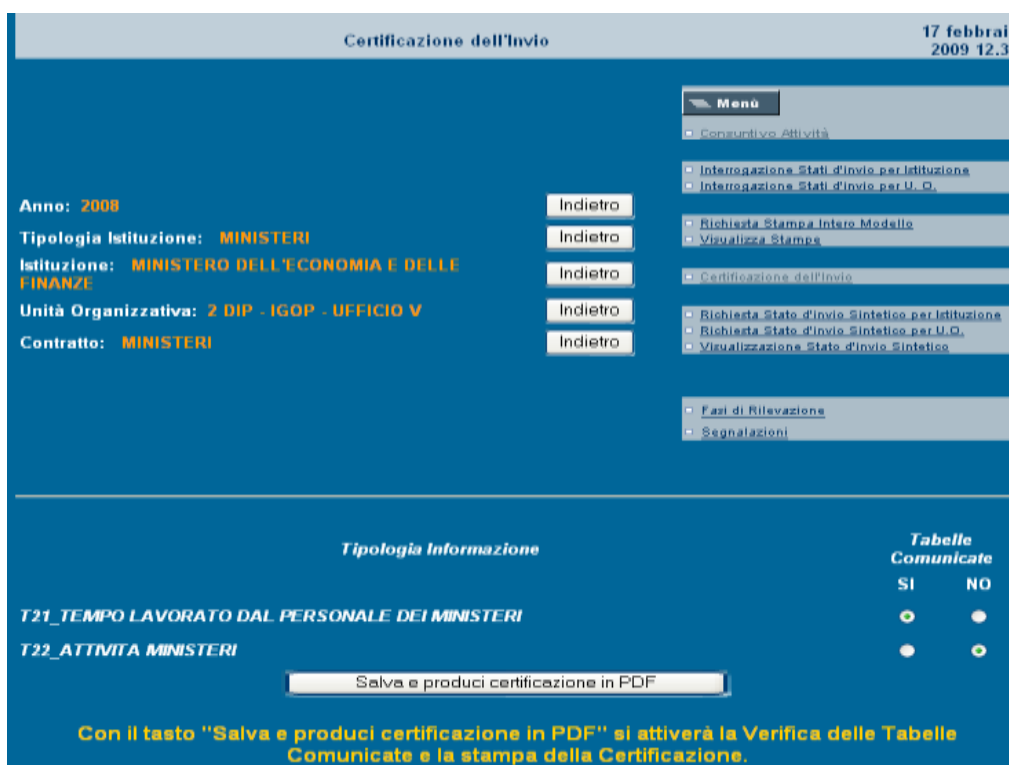 Certificazione dell'Invio
17 febbrai
2009 12.3
Menù
Consuntivo Attività
Interrogazione Stati d'invio per Istituzione
Interrogazione Stati d'invio per U. O.
Anno: 2008
Indietro
Richiesta Stampa Intero Modello
Tipologia Istituzione: MINISTERI
Indietro
Visualizza Stampe
Istituzione: MINISTERO DELL'ECONOMIA E DELLE
FINANZE
Indietro
Certificazione dell'Invio
Unità Organizzativa: 2 DIP - IGOP - UFFICIO V
Indietro
Richiesta Stato d'invio Sintetico per Istituzione
Richiesta Stato d'invio Sintetico per U.O.
Contratto: MINISTERI
Indietro
Visualizzazione Stato d'invio Sintetico
Fasi di Rilevazione
Segnalazioni
Tipologia Informazione
Tabelle
Comunicate
SI NO
T21_TEMPO LAVORATO DAL PERSONALE DEI MINISTERI
T22_ATTIVITA MINISTERI
Salva e produci certificazione in PDF
Con il tasto "Salva e produci certificazione in PDF" si attiverà la Verifica delle Tabelle
Comunicate e la stampa della Certificazione.